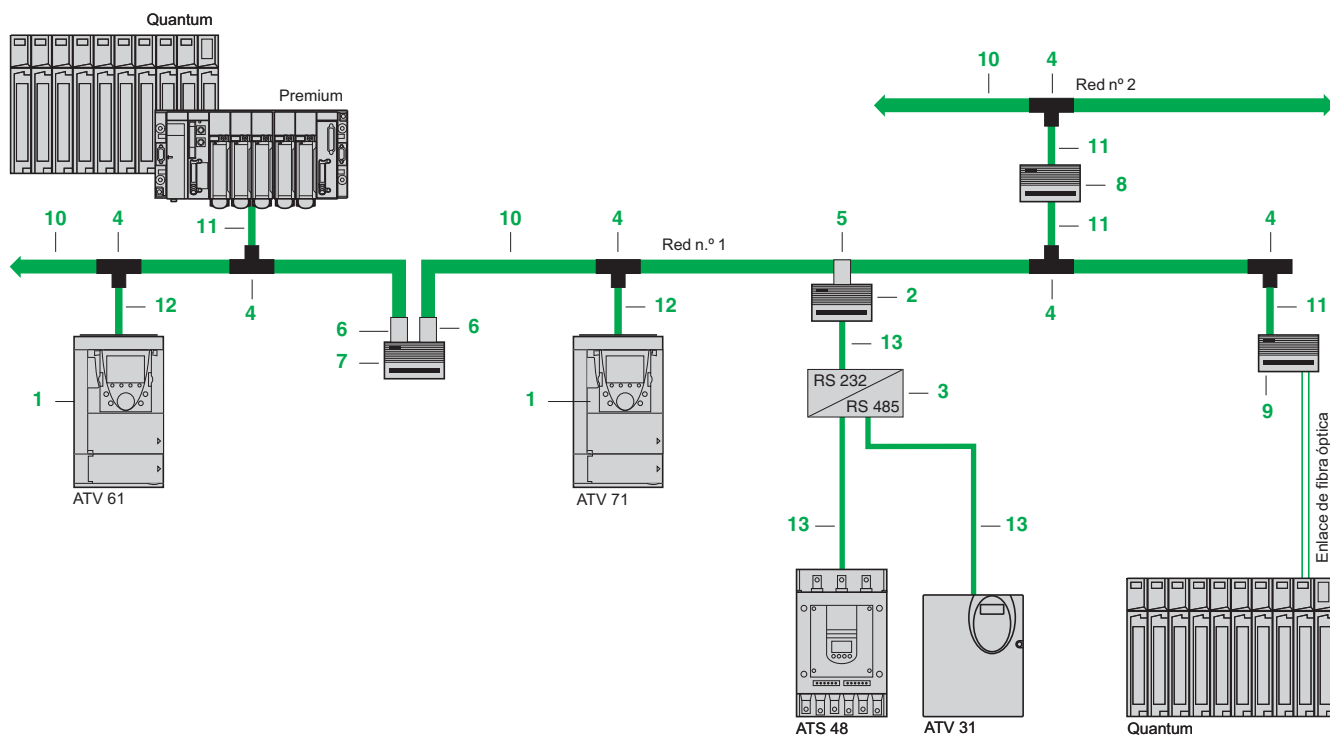 Quantum
Premium
10
4
Red nº 2
11
8
11
10
4
11
10
4
Red n.º 1
5
4
12
4
6
6
7
12
2
4
11
13
1
1
RS 232
RS 485
3
9
Enlace de fibra óptica
ATV 61
ATV 71
13
13
ATS 48
ATV 31
Quantum